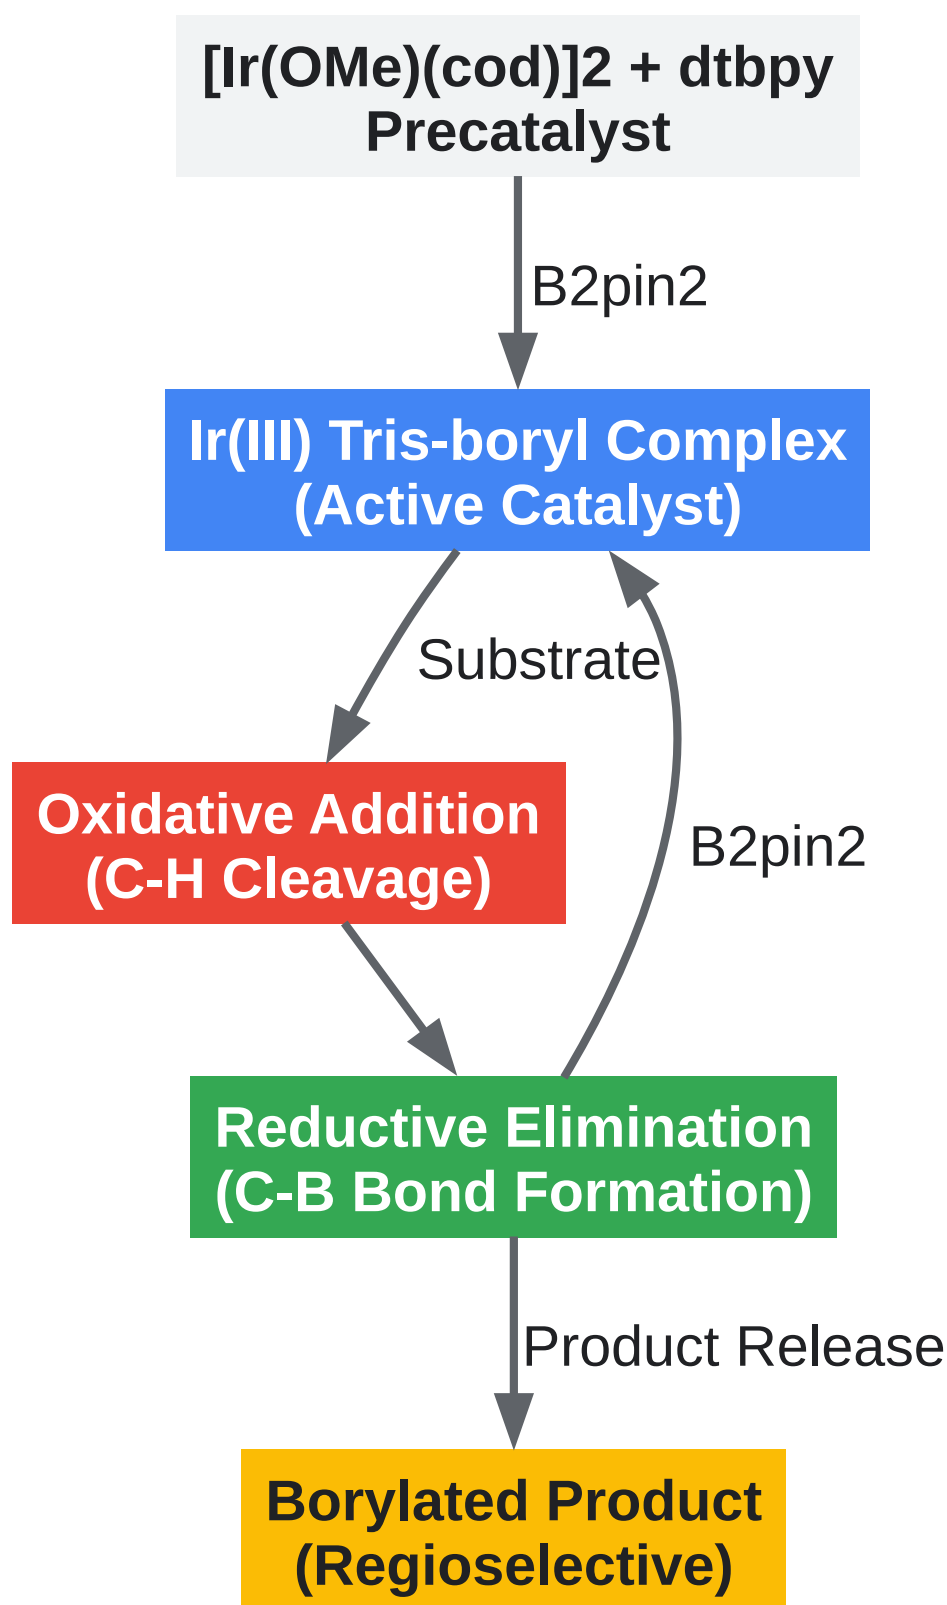 [Ir(OMe)(cod)]2 + dtbpy
Precatalyst
B2pin2
Ir(III) Tris-boryl Complex
(Active Catalyst)
Substrate
Oxidative Addition
(C-H Cleavage)
B2pin2
Reductive Elimination
(C-B Bond Formation)
Product Release
Borylated Product
(Regioselective)